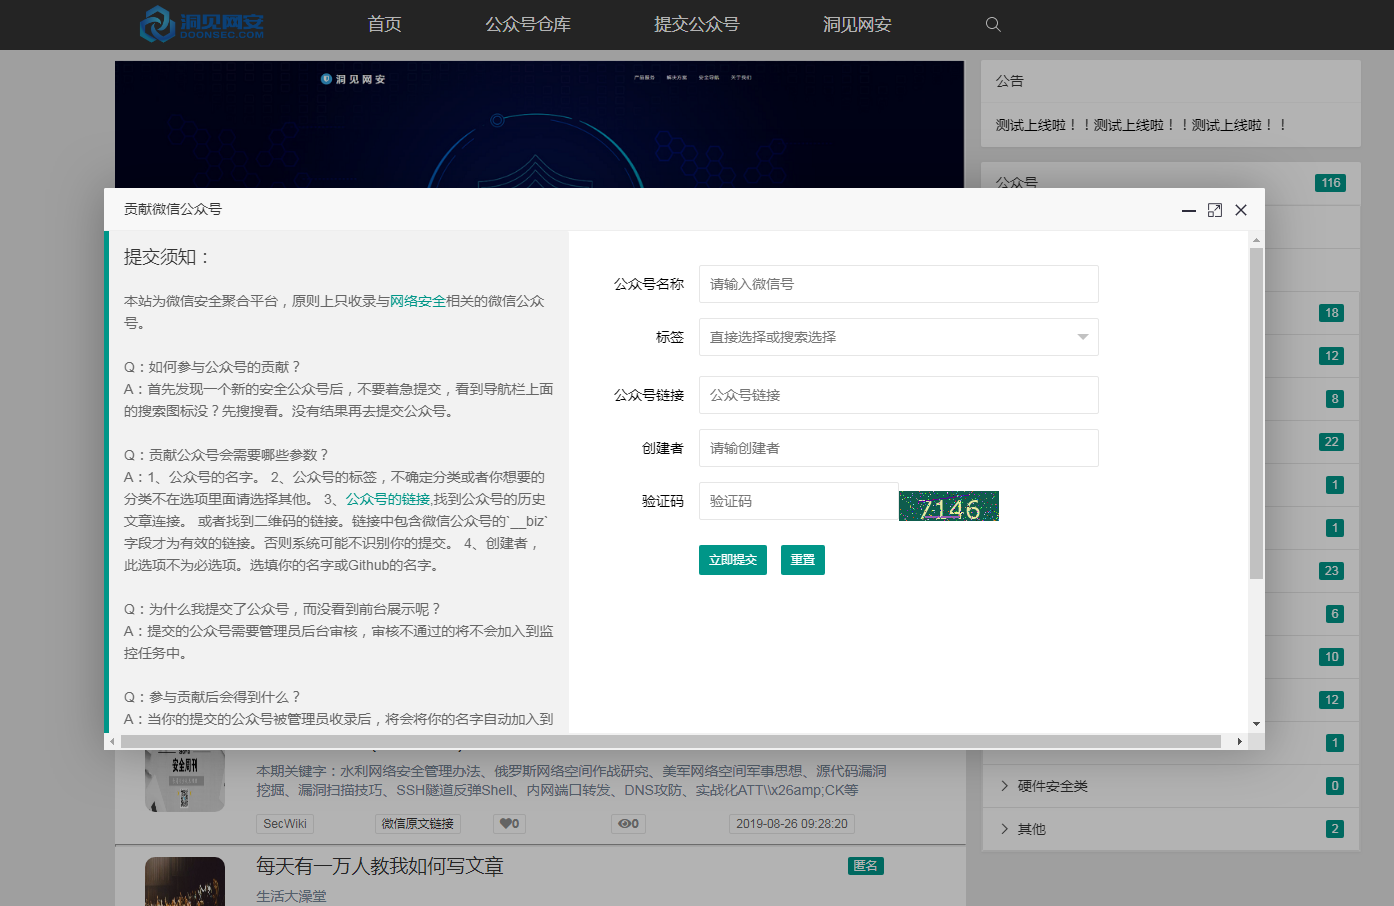 洞见网安
DOONSEC.COM
首页
公众号仓库
提交公众号
洞见网安
洞见网安
产品服务
解决方案
安全导航
关于我们
公告
测试上线啦！！测试上线啦！！测试上线啦！！
公众号
116
贡献微信公众号
提交须知：
本站为微信安全聚合平台，原则上只收录与网络安全相关的微信公众
号。
Q：如何参与公众号的贡献？
A：首先发现一个新的安全公众号后，不要着急提交，看到导航栏上面
的搜索图标没？先搜搜看。没有结果再去提交公众号。
Q：贡献公众号会需要哪些参数？
A：1、公众号的名字。 2、公众号的标签，不确定分类或者你想要的
分类不在选项里面请选择其他。 3、公众号的链接,找到公众号的历史
文章连接。 或者找到二维码的链接。链接中包含微信公众号的`__biz`
字段才为有效的链接。否则系统可能不识别你的提交。 4、创建者，
此选项不为必选项。选填你的名字或Github的名字。
Q：为什么我提交了公众号，而没看到前台展示呢？
A：提交的公众号需要管理员后台审核，审核不通过的将不会加入到监
控任务中。
Q：参与贡献后会得到什么？
A：当你的提交的公众号被管理员收录后，将会将你的名字自动加入到
公众号名称
请输入微信号
标签
直接选择或搜索选择
公众号链接
公众号链接
创建者
请输创建者
验证码
验证码
7146
立即提交
重置
18
12
8
22
1
1
23
6
10
12
1
硬件安全类
0
其他
2
安全周刊
本期关键字：水利网络安全管理办法、俄罗斯网络空间作战研究、美军网络空间军事思想、源代码漏洞
挖掘、漏洞扫描技巧、SSH隧道反弹Shell、内网端口转发、DNS攻防、实战化ATT\\x26amp;CK等
SecWiki
微信原文链接
0
0
2019-08-26 09:28:20
每天有一万人教我如何写文章
匿名
生活大澡堂